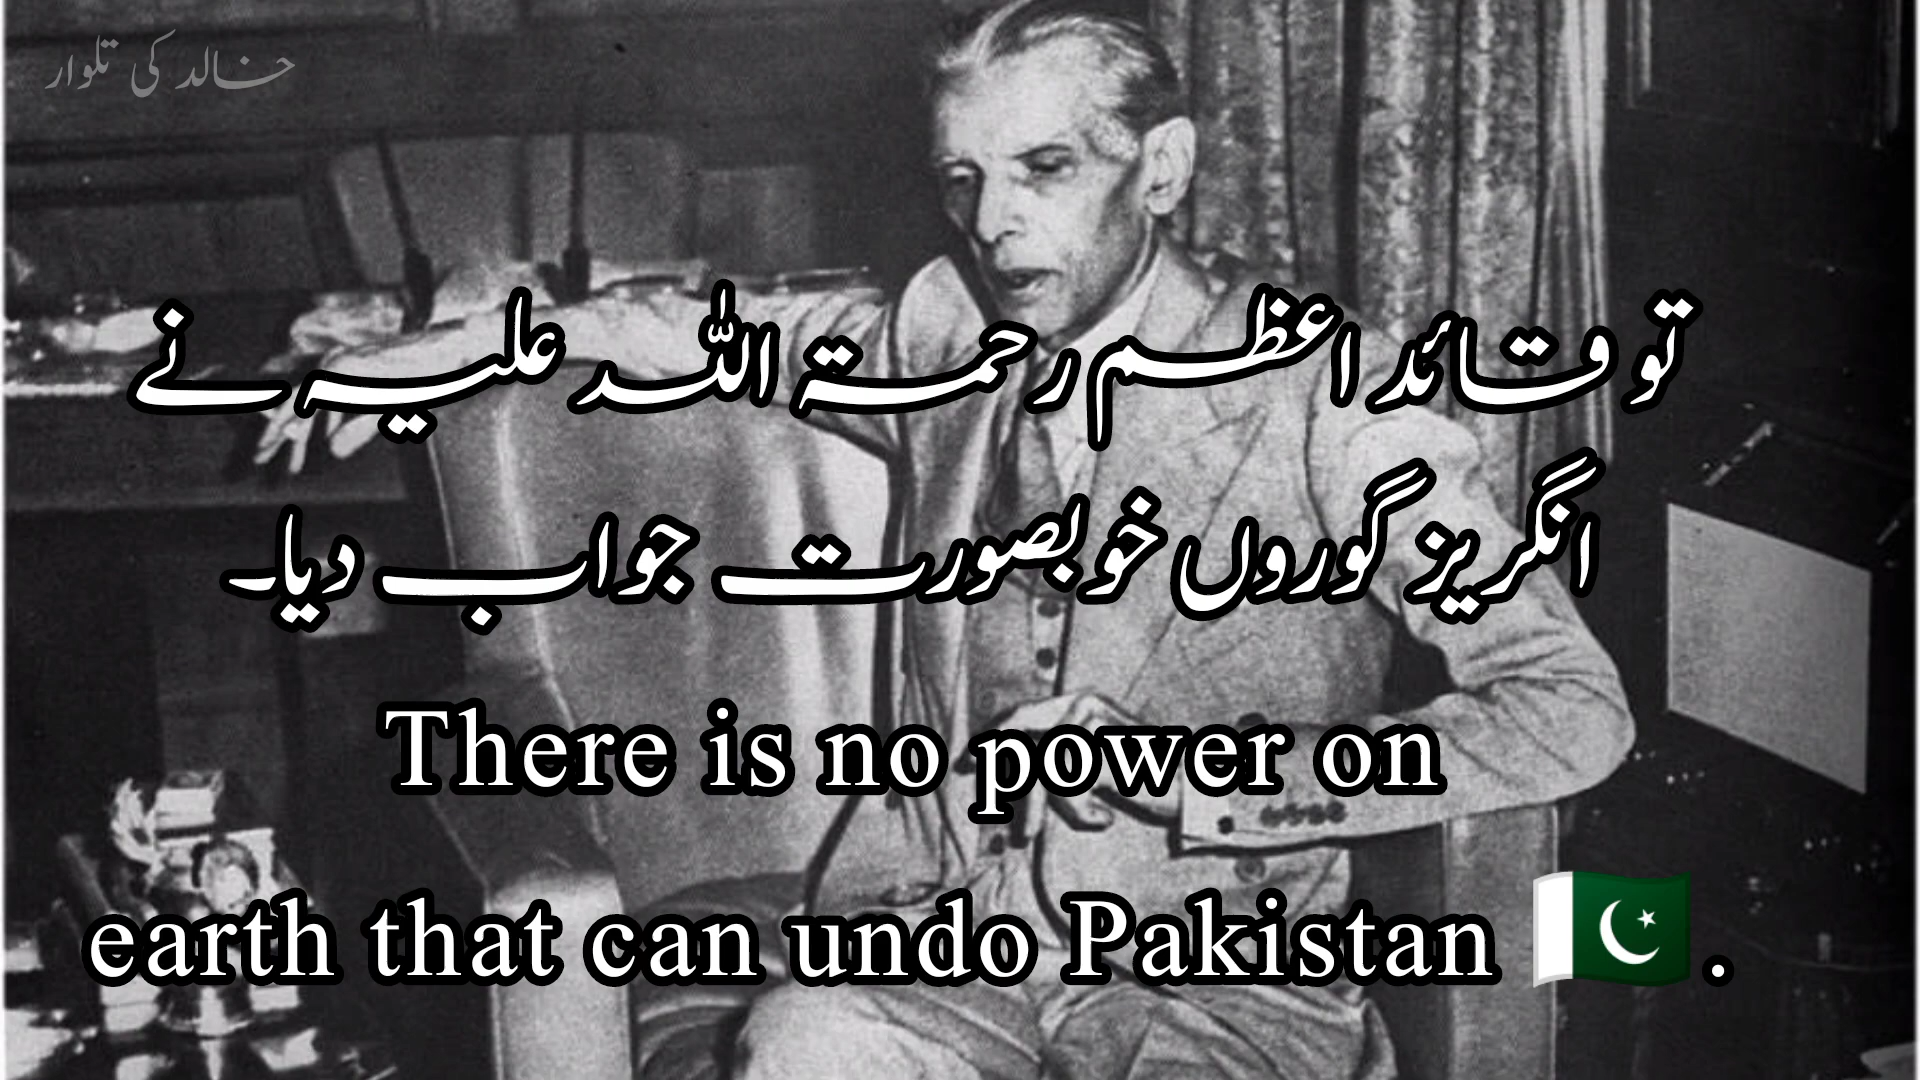 خالد کی تلوار
تو قائد اعظم رحمۃ اللہ علیہ نے
انگریز گوروں خوبصورت جواب دیا۔
There is no power on
earth that can undo Pakistan 🇵🇰.